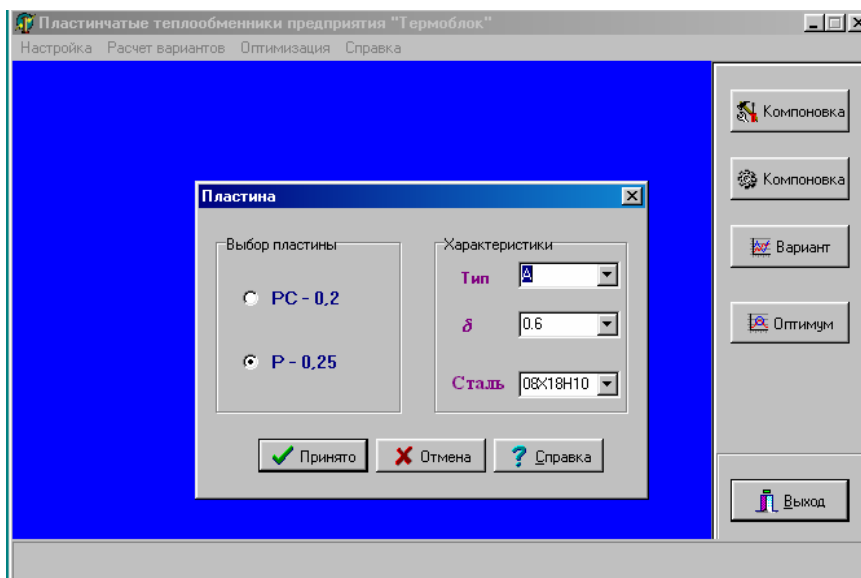 Пластинчатые теплообменники предприятия "Термоблок"
Настройка Расчет вариантов Оптимизация Справка
Компоновка
Компоновка
Вариант
Оптимум
Выход
Пластина
Выбор пластины
РС - 0,2
Р - 0,25
Характеристики
Тип А
δ 0.6
Сталь 08Х18Н10
Принято Отмена Справка